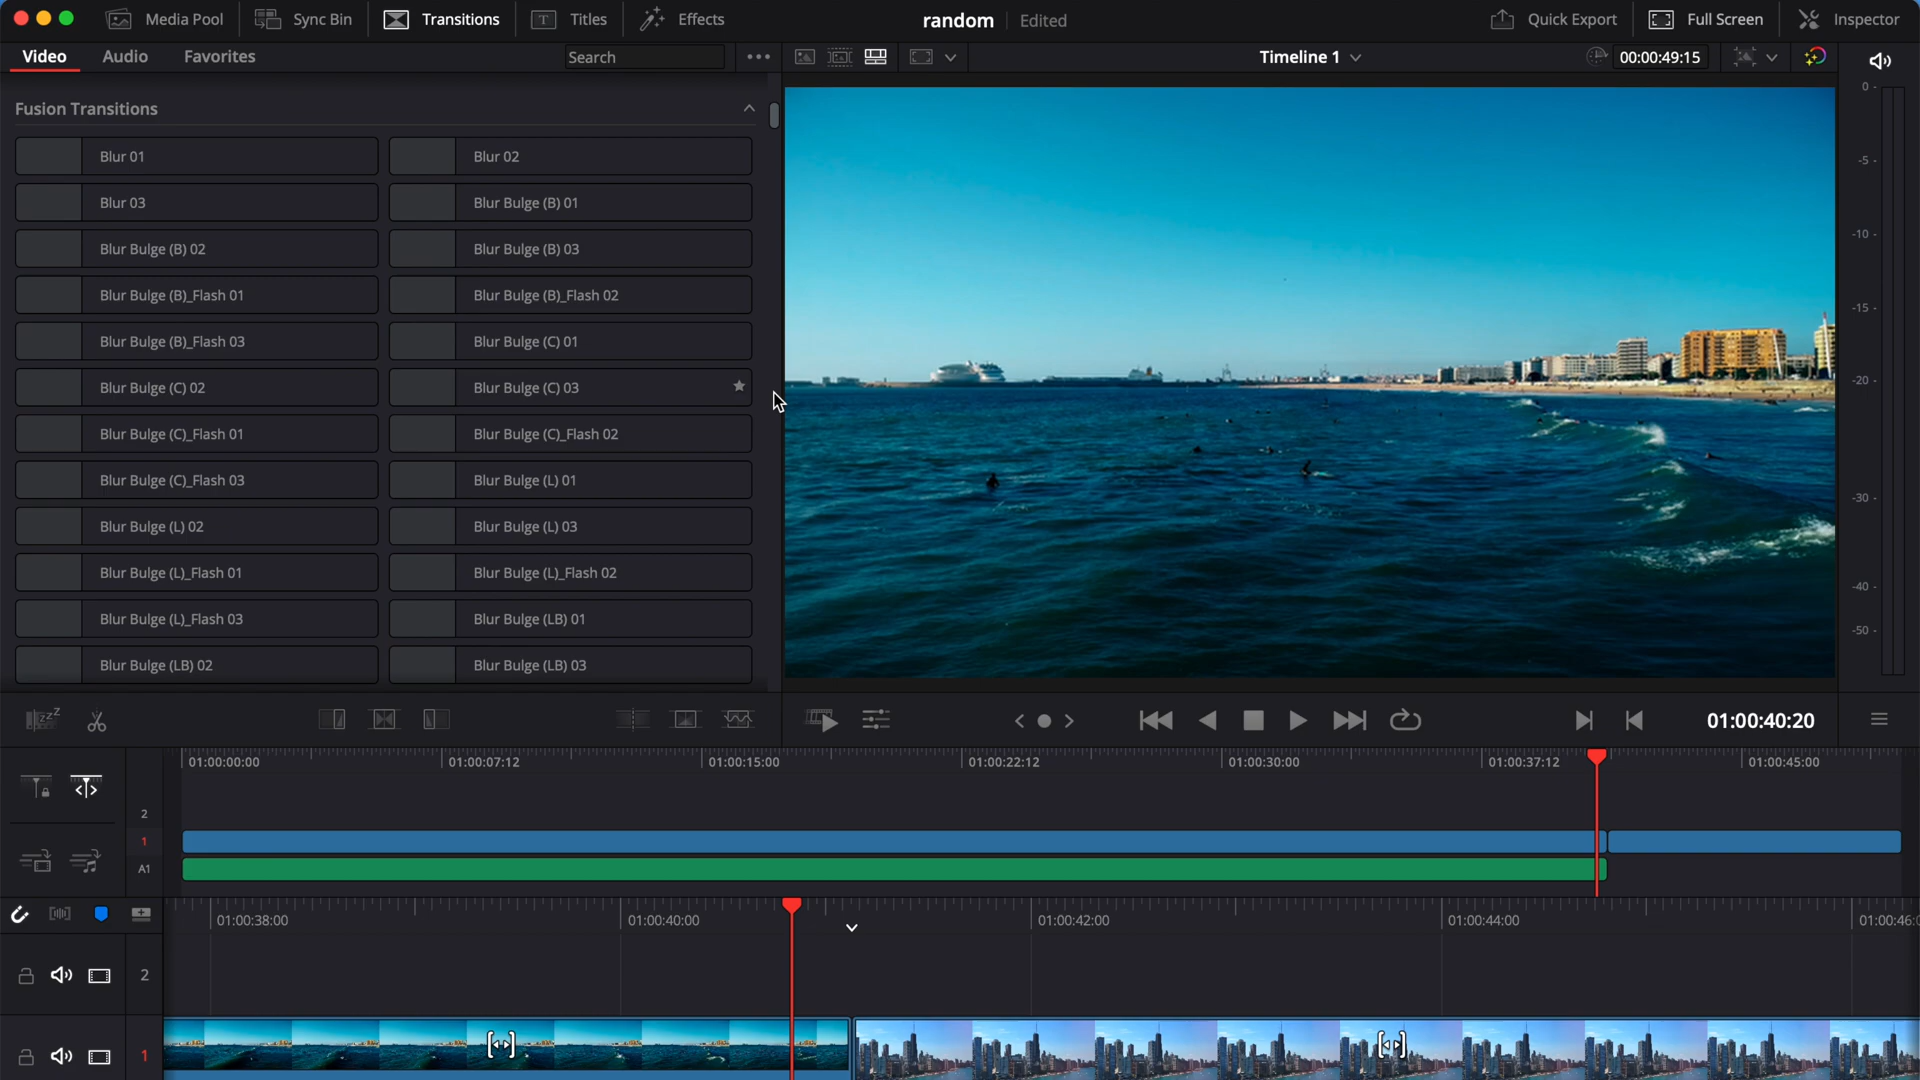 Media Pool Sync Bin Transitions Titles Effects random Edited Quick Export Full Screen Inspector
Video Audio Favorites Search Timeline 1 00:00:49:15
Fusion Transitions
Blur 01 Blur 02
Blur 03 Blur Bulge (B) 01
Blur Bulge (B) 02 Blur Bulge (B) 03
Blur Bulge (B)_Flash 01 Blur Bulge (B)_Flash 02
Blur Bulge (B)_Flash 03 Blur Bulge (C) 01
Blur Bulge (C) 02 Blur Bulge (C) 03
Blur Bulge (C)_Flash 01 Blur Bulge (C)_Flash 02
Blur Bulge (C)_Flash 03 Blur Bulge (L) 01
Blur Bulge (L) 02 Blur Bulge (L) 03
Blur Bulge (L)_Flash 01 Blur Bulge (L)_Flash 02
Blur Bulge (L)_Flash 03 Blur Bulge (LB) 01
Blur Bulge (LB) 02 Blur Bulge (LB) 03
0
-5
-10
-15
-20
-30
-40
-50
01:00:40:20
01:00:00:00 01:00:07:12 01:00:15:00 01:00:22:12 01:00:30:00 01:00:37:12 01:00:45:00
2
1
A1
01:00:38:00 01:00:40:00 01:00:42:00 01:00:44:00 01:00:46:
2
1